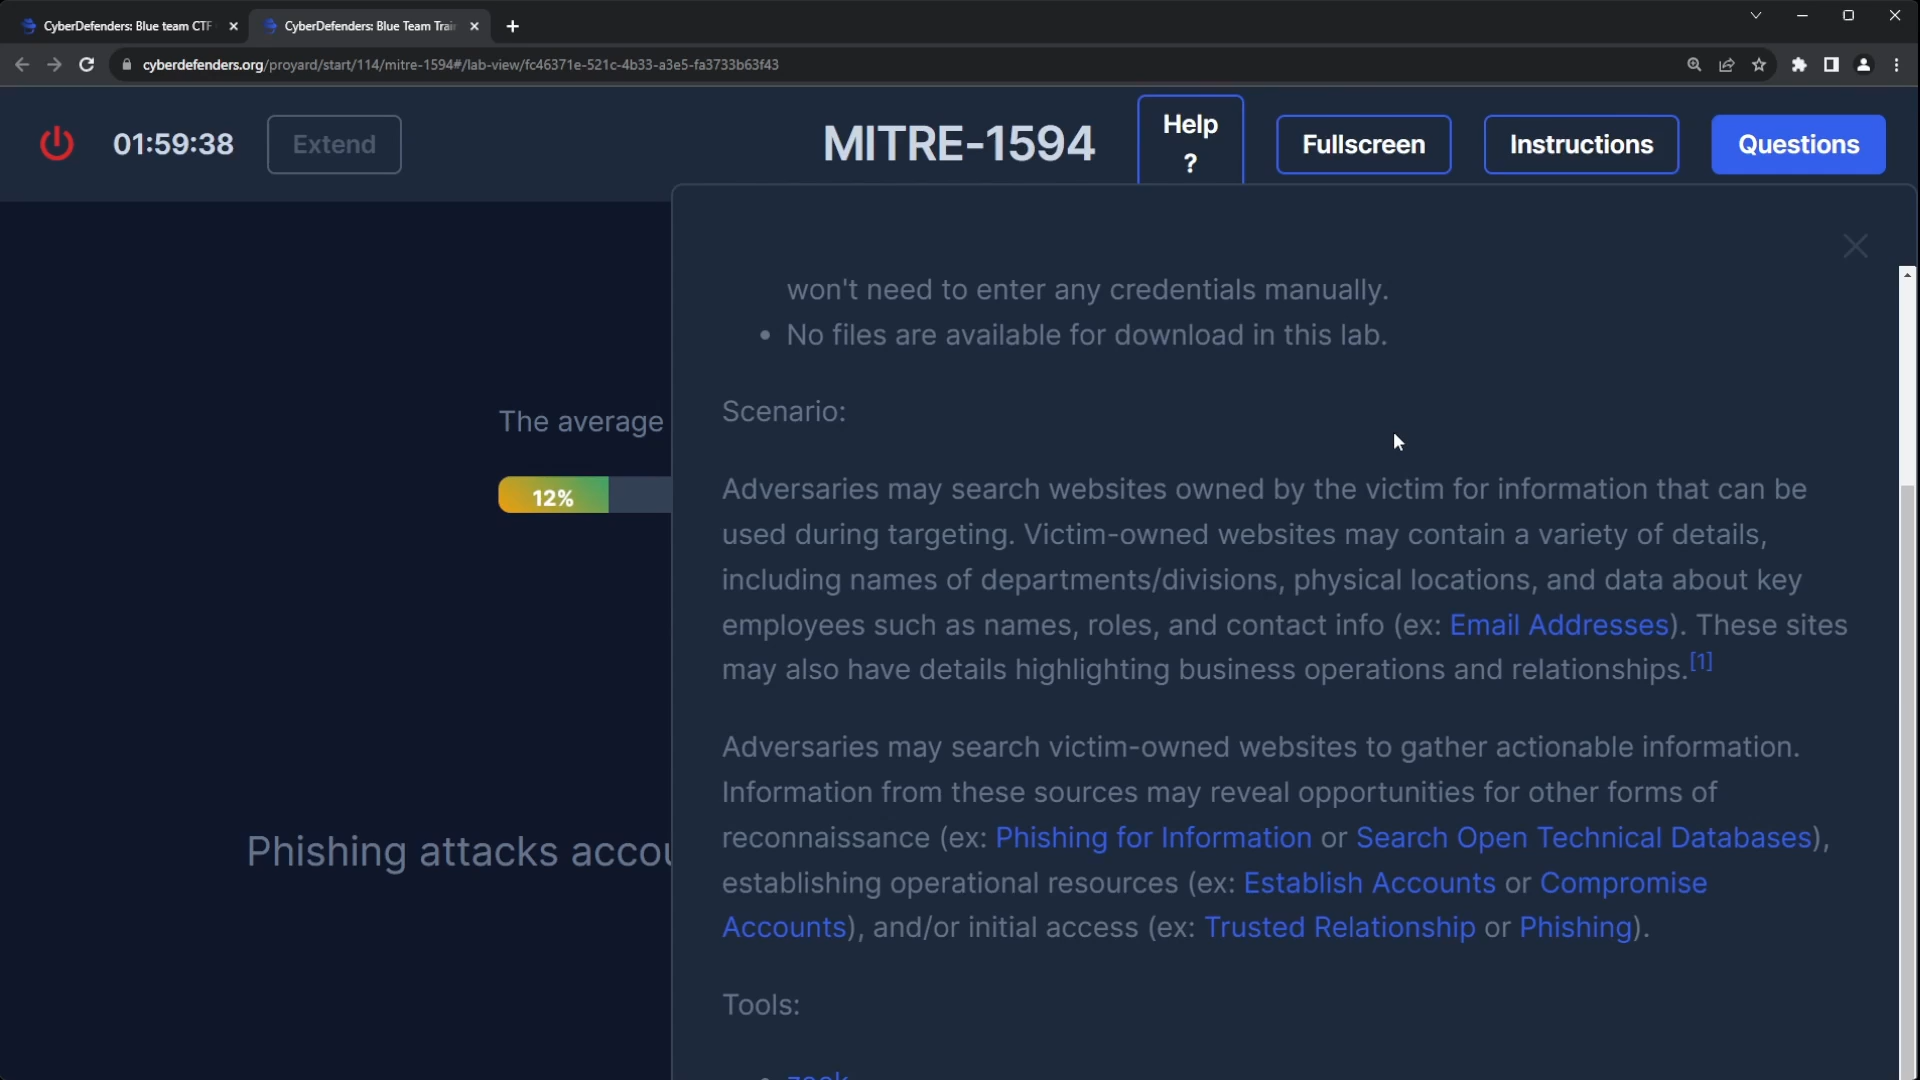 CyberDefenders: Blue team CTF
CyberDefenders: Blue Team Trai
cyberdefenders.org/proyard/start/114/mitre-1594#/lab-view/fc46371e-521c-4b33-a3e5-fa3733b63f43
01:59:38
Extend
MITRE-1594
Help
?
Fullscreen
Instructions
Questions
won't need to enter any credentials manually.
• No files are available for download in this lab.
Scenario:
The average
12%
Adversaries may search websites owned by the victim for information that can be
used during targeting. Victim-owned websites may contain a variety of details,
including names of departments/divisions, physical locations, and data about key
employees such as names, roles, and contact info (ex: Email Addresses). These sites
may also have details highlighting business operations and relationships.[1]
Adversaries may search victim-owned websites to gather actionable information.
Information from these sources may reveal opportunities for other forms of
reconnaissance (ex: Phishing for Information or Search Open Technical Databases),
establishing operational resources (ex: Establish Accounts or Compromise
Accounts), and/or initial access (ex: Trusted Relationship or Phishing).
Phishing attacks accou
Tools: